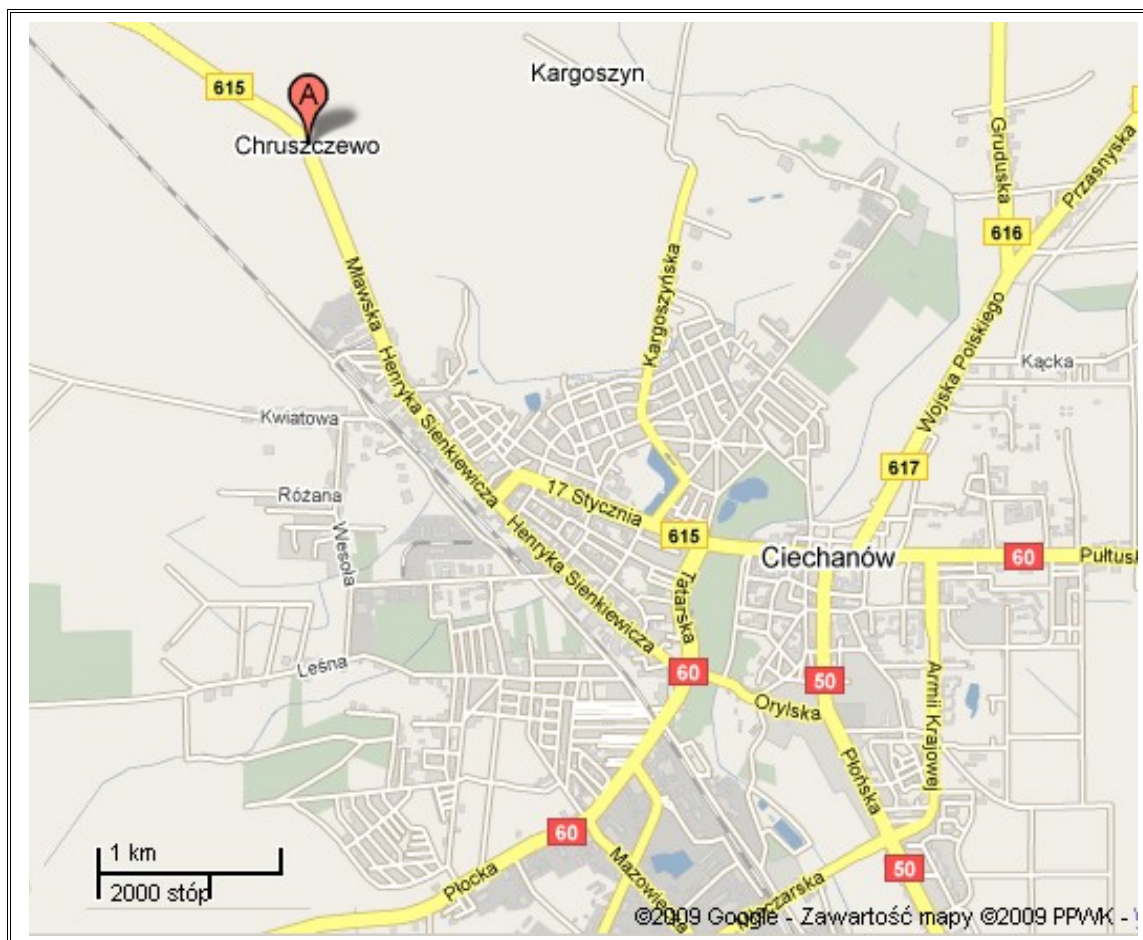 Kargoszyn
615
A
Chruszczewo
Gruduska
Przasnyska
616
Mławska
Kargoszyńska
Henryka Sienkiewicza
Wojska Polskiego
Kącka
Kwiatowa
617
Różana
17 Stycznia
Wesoła
Henryka Sienkiewicza
615
Ciechanów
60
Tatarska
Leśna
60
50
Orylska
Armii Krajowej
Płońska
60
1 km
2000 stóp
Płocka
50
©2009 Google - Zawartość mapy ©2009 PPWK -